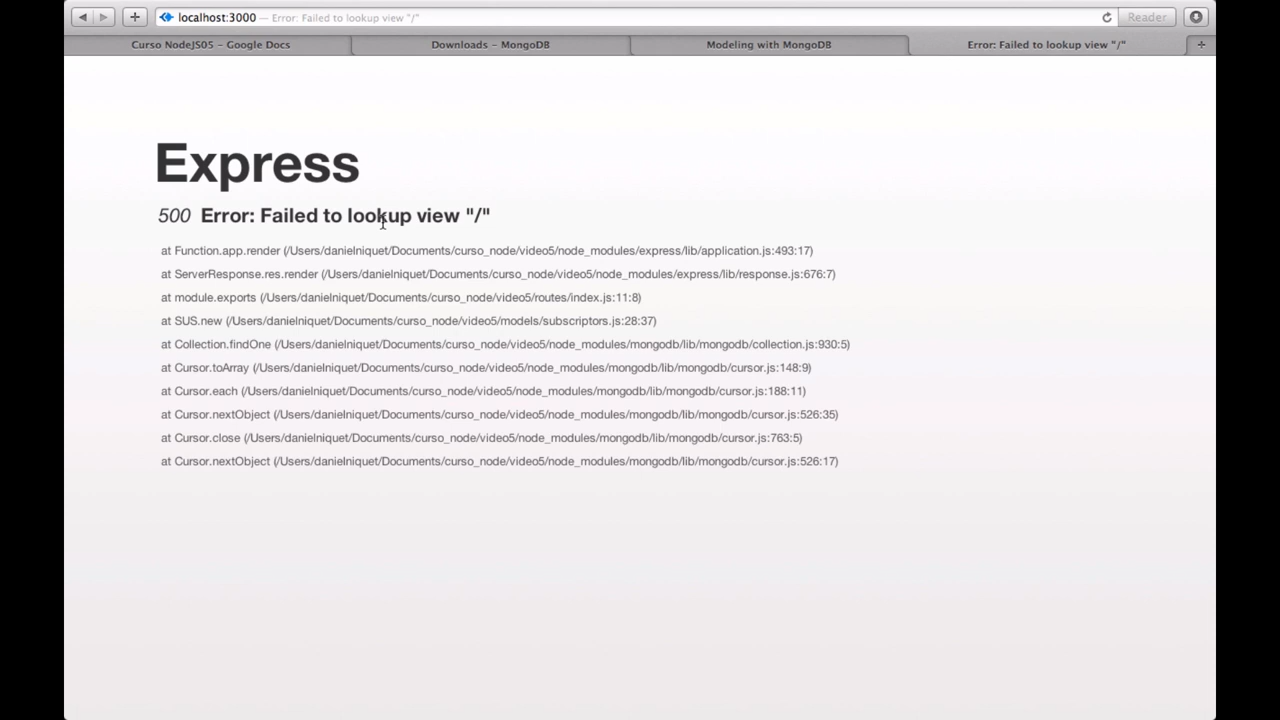 localhost:3000 — Error: Failed to lookup view "/"
Reader
Curso NodeJS05 – Google Docs
Downloads – MongoDB
Modeling with MongoDB
Error: Failed to lookup view "/"
Express
500 Error: Failed to lookup view "/"
at Function.app.render (/Users/danielniquet/Documents/curso_node/video5/node_modules/express/lib/application.js:493:17)
at ServerResponse.res.render (/Users/danielniquet/Documents/curso_node/video5/node_modules/express/lib/response.js:676:7)
at module.exports (/Users/danielniquet/Documents/curso_node/video5/routes/index.js:11:8)
at SUS.new (/Users/danielniquet/Documents/curso_node/video5/models/subscriptors.js:28:37)
at Collection.findOne (/Users/danielniquet/Documents/curso_node/video5/node_modules/mongodb/lib/mongodb/collection.js:930:5)
at Cursor.toArray (/Users/danielniquet/Documents/curso_node/video5/node_modules/mongodb/lib/mongodb/cursor.js:148:9)
at Cursor.each (/Users/danielniquet/Documents/curso_node/video5/node_modules/mongodb/lib/mongodb/cursor.js:188:11)
at Cursor.nextObject (/Users/danielniquet/Documents/curso_node/video5/node_modules/mongodb/lib/mongodb/cursor.js:526:35)
at Cursor.close (/Users/danielniquet/Documents/curso_node/video5/node_modules/mongodb/lib/mongodb/cursor.js:763:5)
at Cursor.nextObject (/Users/danielniquet/Documents/curso_node/video5/node_modules/mongodb/lib/mongodb/cursor.js:526:17)